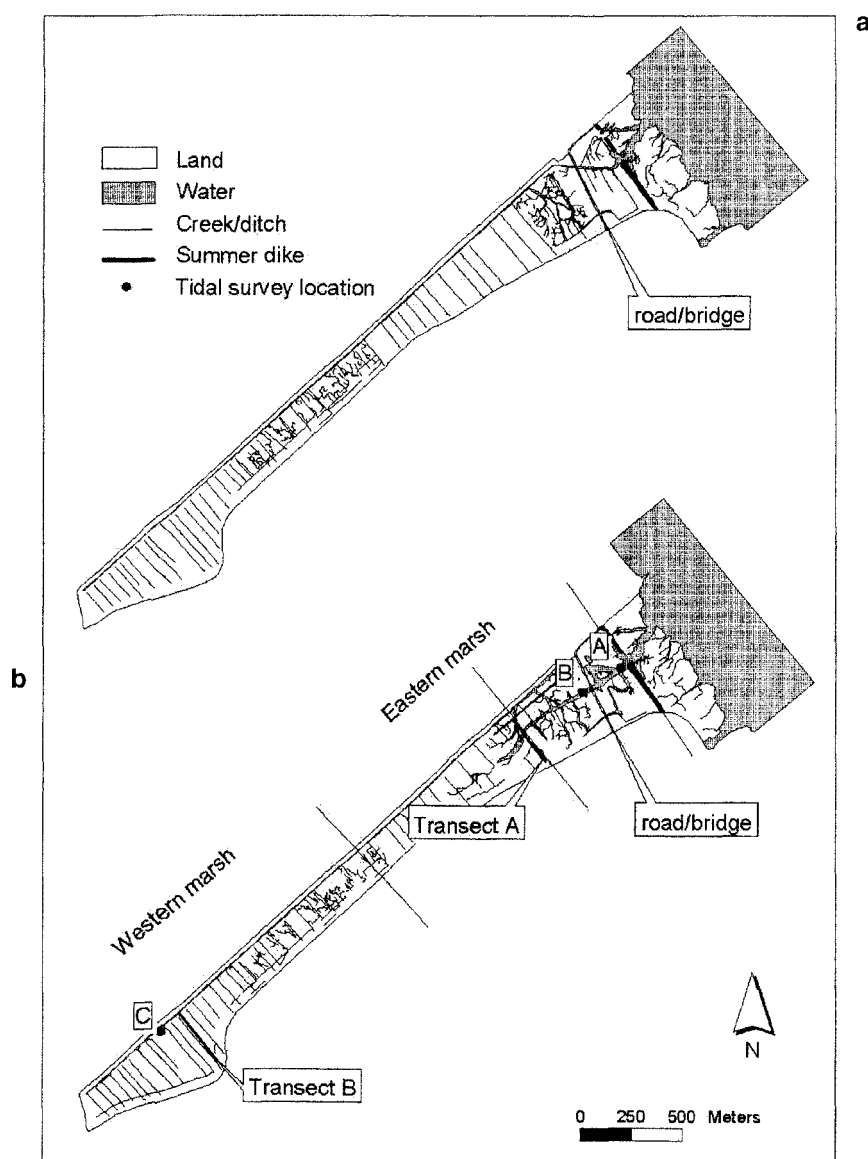 a
Land
Water
Creek/ditch
Summer dike
Tidal survey location
road/bridge
b
Eastern marsh
A
B
Transect A
road/bridge
Western marsh
C
Transect B
N
0 250 500 Meters